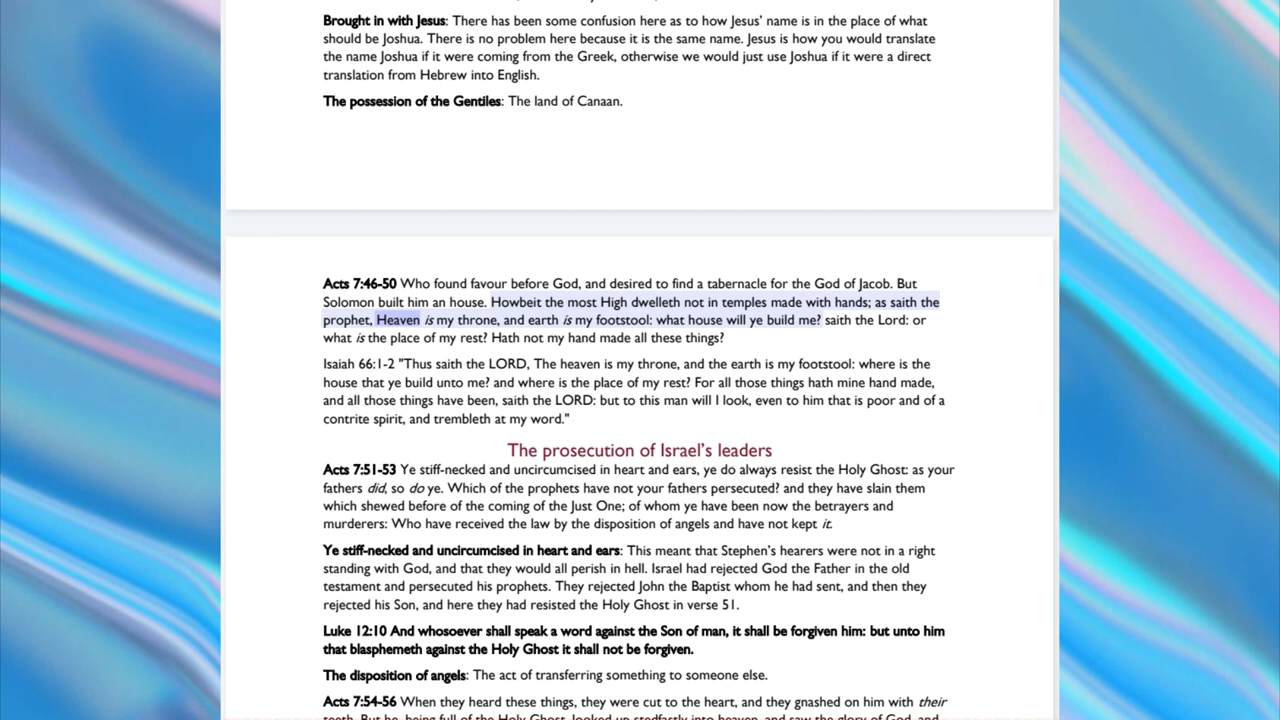 Brought in with Jesus: There has been some confusion here as to how Jesus' name is in the place of what
should be Joshua. There is no problem here because it is the same name. Jesus is how you would translate
the name Joshua if it were coming from the Greek, otherwise we would just use Joshua if it were a direct
translation from Hebrew into English.
The possession of the Gentiles: The land of Canaan.
Acts 7:46-50 Who found favour before God, and desired to find a tabernacle for the God of Jacob. But
Solomon built him an house. Howbeit the most High dwelleth not in temples made with hands; as saith the
prophet, Heaven is my throne, and earth is my footstool: what house will ye build me? saith the Lord: or
what is the place of my rest? Hath not my hand made all these things?
Isaiah 66:1-2 "Thus saith the LORD, The heaven is my throne, and the earth is my footstool: where is the
house that ye build unto me? and where is the place of my rest? For all those things hath mine hand made,
and all those things have been, saith the LORD: but to this man will I look, even to him that is poor and of a
contrite spirit, and trembleth at my word."
The prosecution of Israel's leaders
Acts 7:51-53 Ye stiff-necked and uncircumcised in heart and ears, ye do always resist the Holy Ghost: as your
fathers did, so do ye. Which of the prophets have not your fathers persecuted? and they have slain them
which shewed before of the coming of the Just One; of whom ye have been now the betrayers and
murderers: Who have received the law by the disposition of angels and have not kept it.
Ye stiff-necked and uncircumcised in heart and ears: This meant that Stephen's hearers were not in a right
standing with God, and that they would all perish in hell. Israel had rejected God the Father in the old
testament and persecuted his prophets. They rejected John the Baptist whom he had sent, and then they
rejected his Son, and here they had resisted the Holy Ghost in verse 51.
Luke 12:10 And whosoever shall speak a word against the Son of man, it shall be forgiven him: but unto him
that blasphemeth against the Holy Ghost it shall not be forgiven.
The disposition of angels: The act of transferring something to someone else.
Acts 7:54-56 When they heard these things, they were cut to the heart, and they gnashed on him with their
teeth. But he, being full of the Holy Ghost, looked up stedfastly into heaven, and saw the glory of God, and